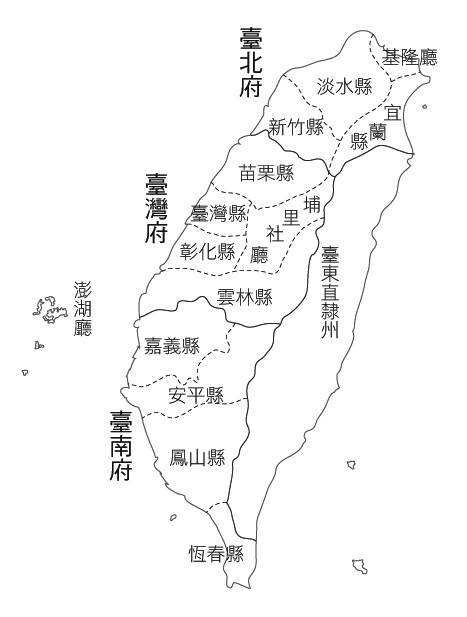 臺北府
基隆廳
淡水縣
宜蘭縣
新竹縣
苗栗縣
臺灣府
臺灣縣
埔里社廳
彰化縣
臺東直隸州
雲林縣
澎湖廳
嘉義縣
安平縣
臺南府
鳳山縣
恆春縣